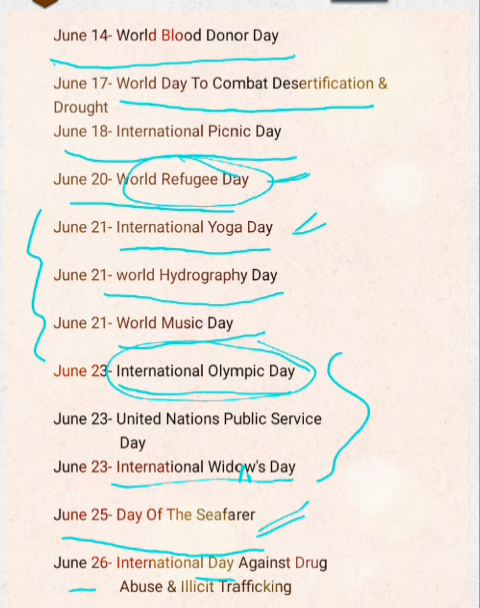 June 14- World Blood Donor Day
June 17- World Day To Combat Desertification &
Drought
June 18- International Picnic Day
June 20- World Refugee Day
June 21- International Yoga Day
June 21- world Hydrography Day
June 21- World Music Day
June 23- International Olympic Day
June 23- United Nations Public Service
Day
June 23- International Widow's Day
June 25- Day Of The Seafarer
June 26- International Day Against Drug
Abuse & Illicit Trafficking